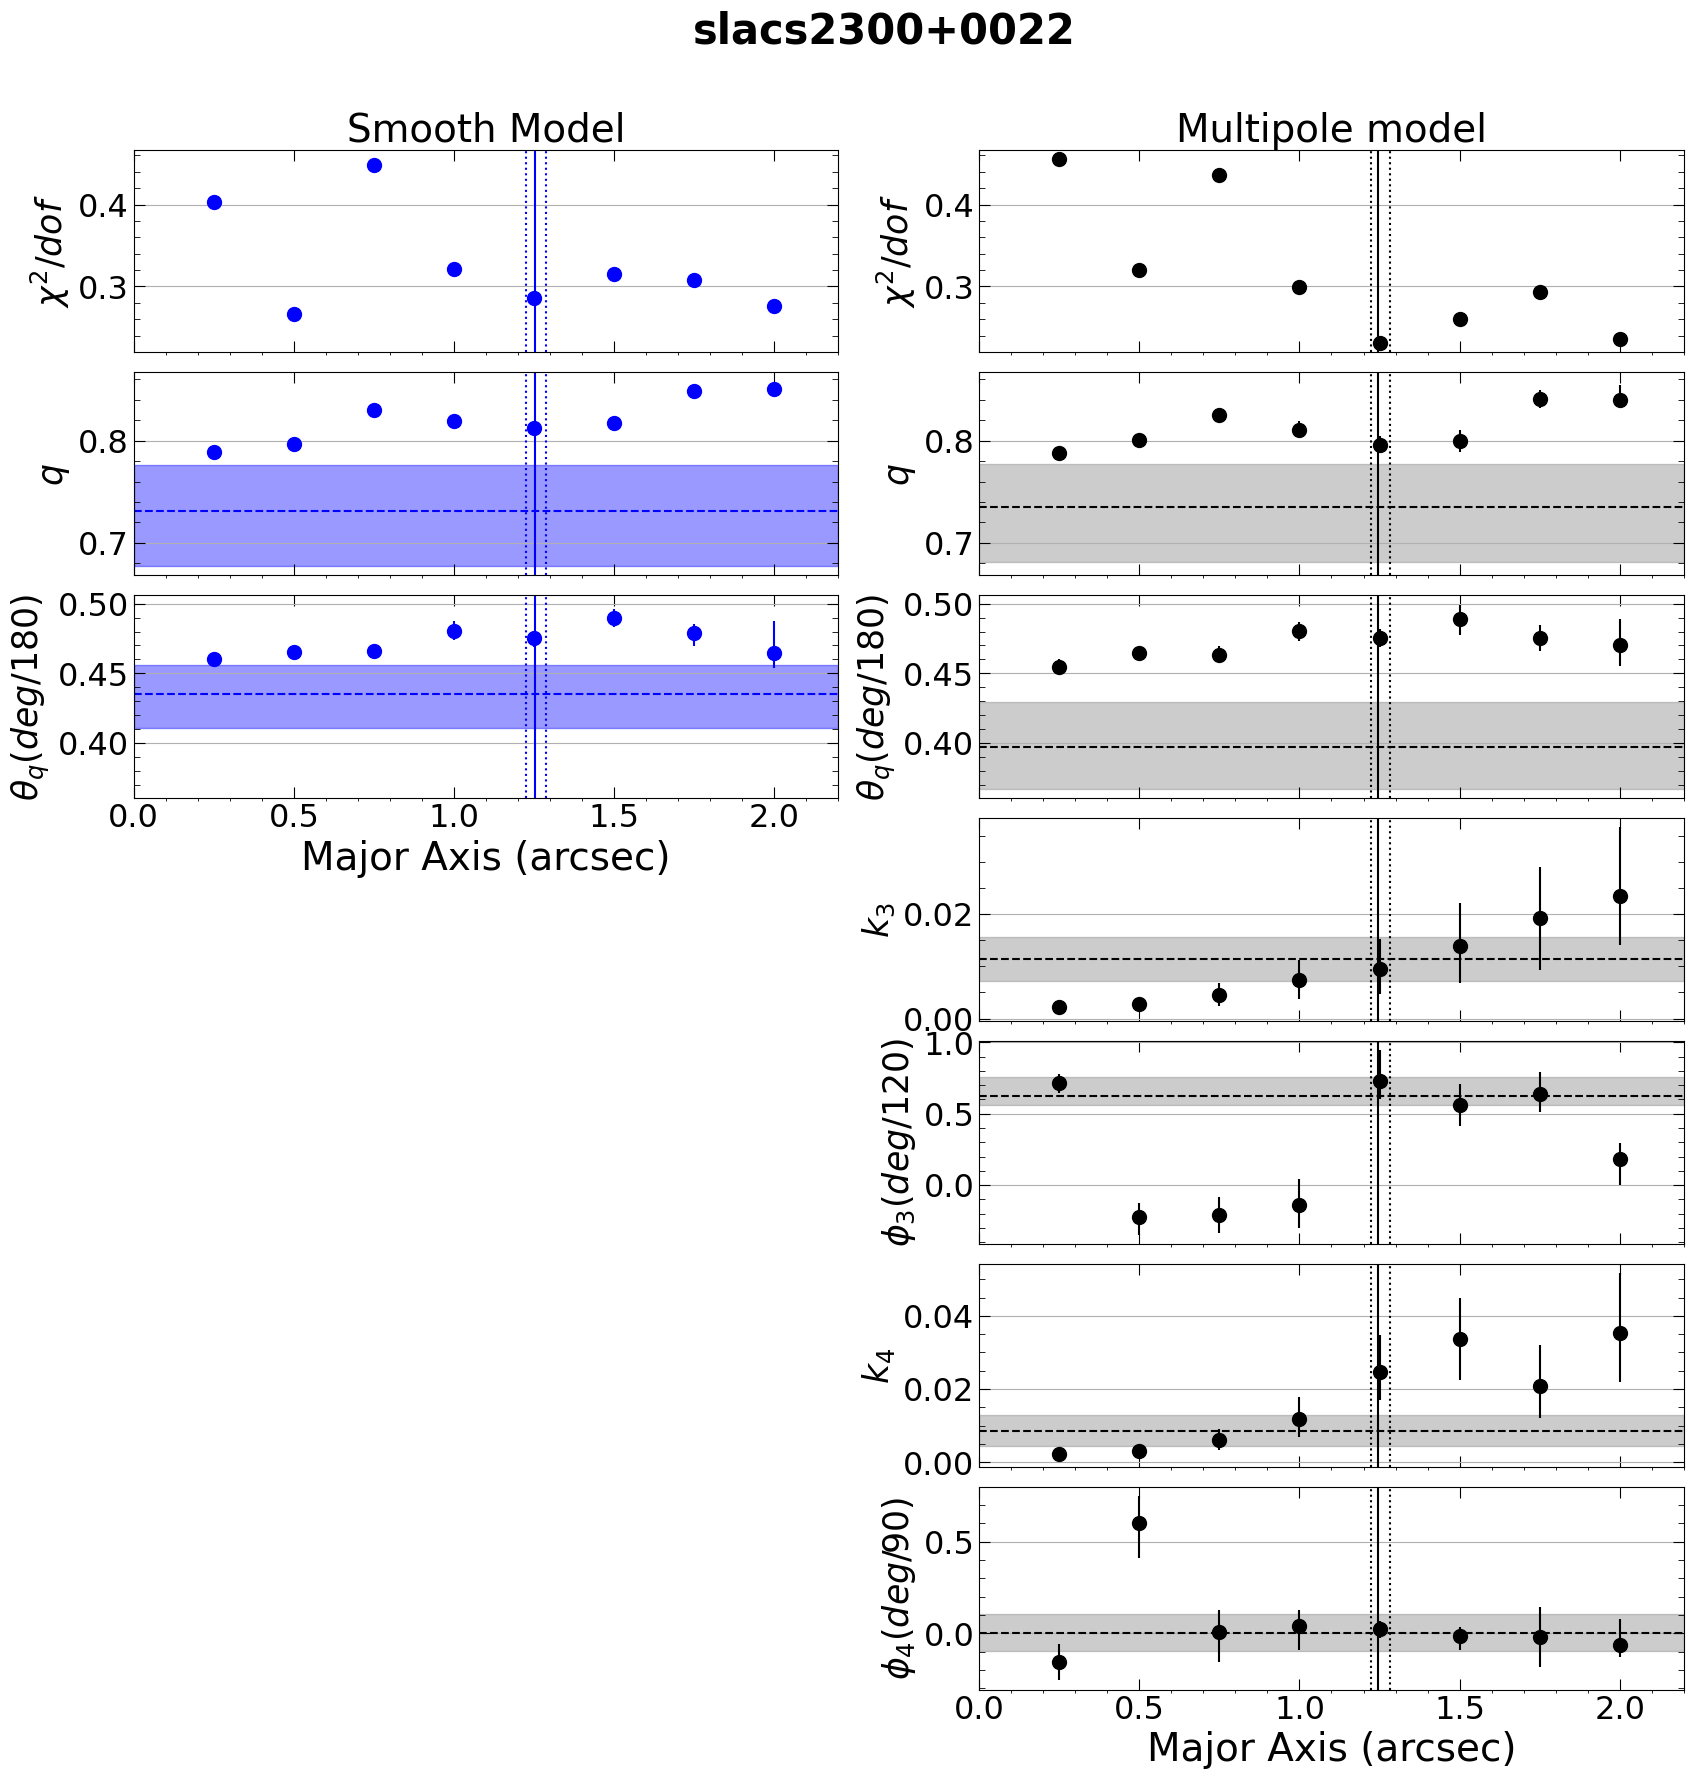 slacs2300+0022
Smooth Model
χ²/dof
0.4
0.3
q
0.8
0.7
θ_q(deg/180)
0.50
0.45
0.40
0.0 0.5 1.0 1.5 2.0
Major Axis (arcsec)
Multipole model
χ²/dof
0.4
0.3
q
0.8
0.7
θ_q(deg/180)
0.50
0.45
0.40
k₃
0.02
0.00
ϕ₃(deg/120)
1.0
0.5
0.0
k₄
0.04
0.02
0.00
ϕ₄(deg/90)
0.5
0.0
0.0 0.5 1.0 1.5 2.0
Major Axis (arcsec)